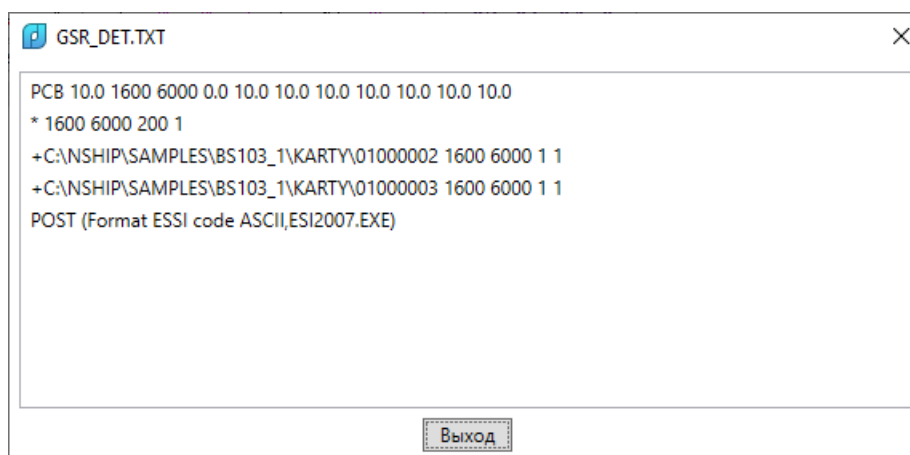 GSR_DET.TXT
PCB 10.0 1600 6000 0.0 10.0 10.0 10.0 10.0 10.0 10.0 10.0
* 1600 6000 200 1
+C:\NSHIP\SAMPLES\BS103_1\KARTY\01000002 1600 6000 1 1
+C:\NSHIP\SAMPLES\BS103_1\KARTY\01000003 1600 6000 1 1
POST (Format ESSI code ASCII,ESI2007.EXE)
Выход